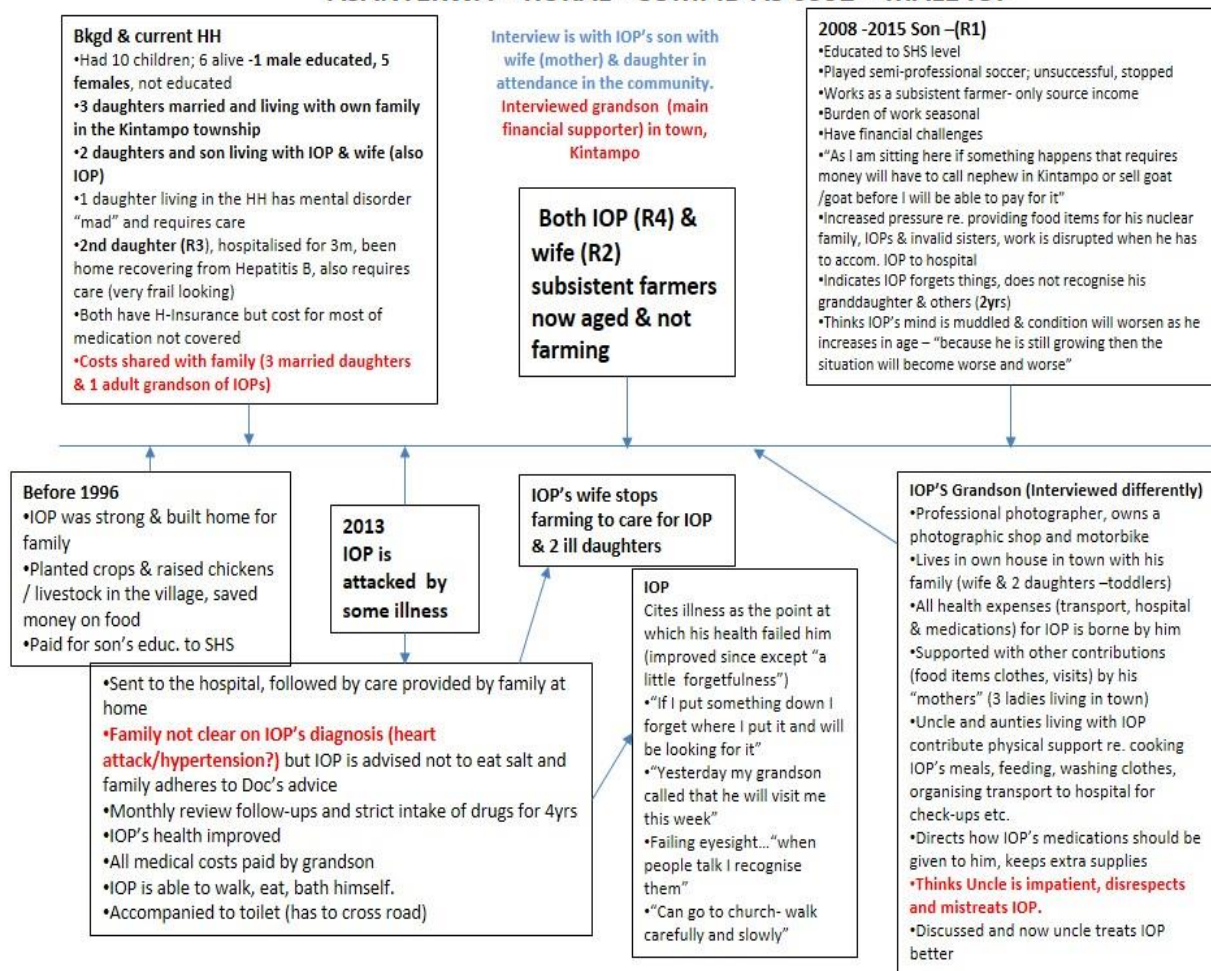 Bkgd & current HH
•Had 10 children; 6 alive -1 male educated, 5
females, not educated
•3 daughters married and living with own family
in the Kintampo township
•2 daughters and son living with IOP & wife (also
IOP)
•1 daughter living in the HH has mental disorder
“mad” and requires care
•2nd daughter (R3), hospitalised for 3m, been
home recovering from Hepatitis B, also requires
care (very frail looking)
•Both have H-Insurance but cost for most of
medication not covered
•Costs shared with family (3 married daughters
& 1 adult grandson of IOPs)
Interview is with IOP’s son with
wife (mother) & daughter in
attendance in the community.
Interviewed grandson (main
financial supporter) in town,
Kintampo
Both IOP (R4) &
wife (R2)
subsistent farmers
now aged & not
farming
2008 -2015 Son –(R1)
•Educated to SHS level
•Played semi-professional soccer; unsuccessful, stopped
•Works as a subsistent farmer- only source income
•Burden of work seasonal
•Have financial challenges
•“As I am sitting here if something happens that requires
money will have to call nephew in Kintampo or sell goat
/goat before I will be able to pay for it”
•Increased pressure re. providing food items for his nuclear
family, IOPs & invalid sisters, work is disrupted when he has
to accom. IOP to hospital
•Indicates IOP forgets things, does not recognise his
granddaughter & others (2yrs)
•Thinks IOP’s mind is muddled & condition will worsen as he
increases in age – “because he is still growing then the
situation will become worse and worse”
Before 1996
•IOP was strong & built home for
family
•Planted crops & raised chickens
/ livestock in the village, saved
money on food
•Paid for son’s educ. to SHS
2013
IOP is
attacked by
some illness
IOP’s wife stops
farming to care for IOP
& 2 ill daughters
•Sent to the hospital, followed by care provided by family at
home
•Family not clear on IOP’s diagnosis (heart
attack/hypertension?) but IOP is advised not to eat salt and
family adheres to Doc’s advice
•Monthly review follow-ups and strict intake of drugs for 4yrs
•IOP’s health improved
•All medical costs paid by grandson
•IOP is able to walk, eat, bath himself.
•Accompanied to toilet (has to cross road)
IOP
Cites illness as the point at
which his health failed him
(improved since except “a
little forgetfulness”)
•“If I put something down I
forget where I put it and will
be looking for it”
•“Yesterday my grandson
called that he will visit me
this week”
•Failing eyesight…“when
people talk I recognise
them”
•“Can go to church- walk
carefully and slowly”
IOP’S Grandson (Interviewed differently)
•Professional photographer, owns a
photographic shop and motorbike
•Lives in own house in town with his
family (wife & 2 daughters –toddlers)
•All health expenses (transport, hospital
& medications) for IOP is borne by him
•Supported with other contributions
(food items clothes, visits) by his
“mothers” (3 ladies living in town)
•Uncle and aunties living with IOP
contribute physical support re. cooking
IOP’s meals, feeding, washing clothes,
organising transport to hospital for
check-ups etc.
•Directs how IOP’s medications should be
given to him, keeps extra supplies
•Thinks Uncle is impatient, disrespects
and mistreats IOP.
•Discussed and now uncle treats IOP
better